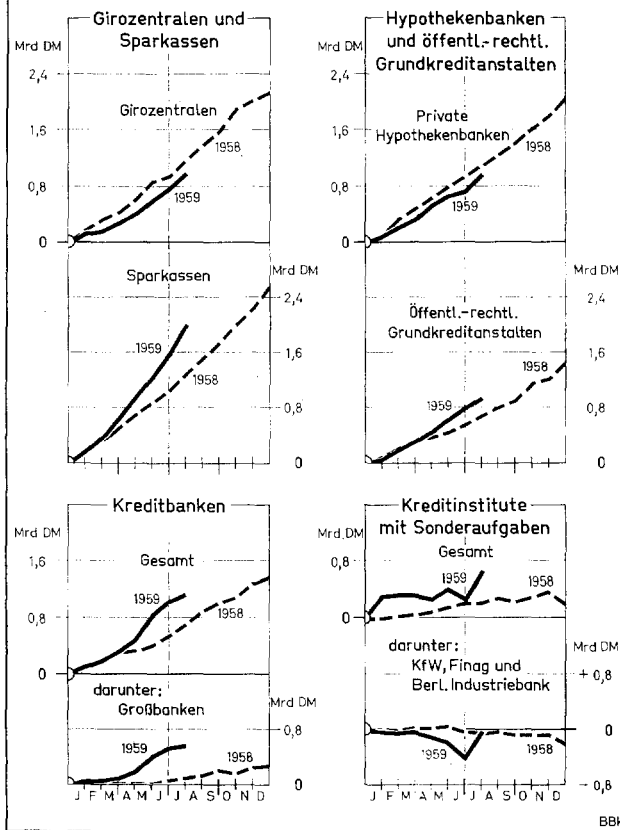 Girozentralen und
Sparkassen
Mrd DM
2,4
1,6
0,8
0
Girozentralen
1958
1959
Sparkassen
Mrd DM
2,4
1,6
0,8
0
1959
1958
Hypothekenbanken
und öffentl.-rechtl.
Grundkreditanstalten
Mrd DM
2,4
1,6
0,8
0
Private
Hypothekenbanken
1958
1959
Öffentl.-rechtl.
Grundkreditanstalten
Mrd DM
2,4
1,6
0,8
0
1958
1959
Kreditbanken
Mrd DM
1,6
0,8
0
Gesamt
1959
1958
darunter:
Großbanken
Mrd DM
0,8
0
1959
1958
J F M A M J J A S O N D
Kreditinstitute
mit Sonderaufgaben
Mrd. DM
0,8
0
Gesamt
1959
1958
darunter:
KfW, Finag und
Berl. Industriebank
Mrd DM
+ 0,8
0
- 0,8
1959
1958
J F M A M J J A S O N D
BBk